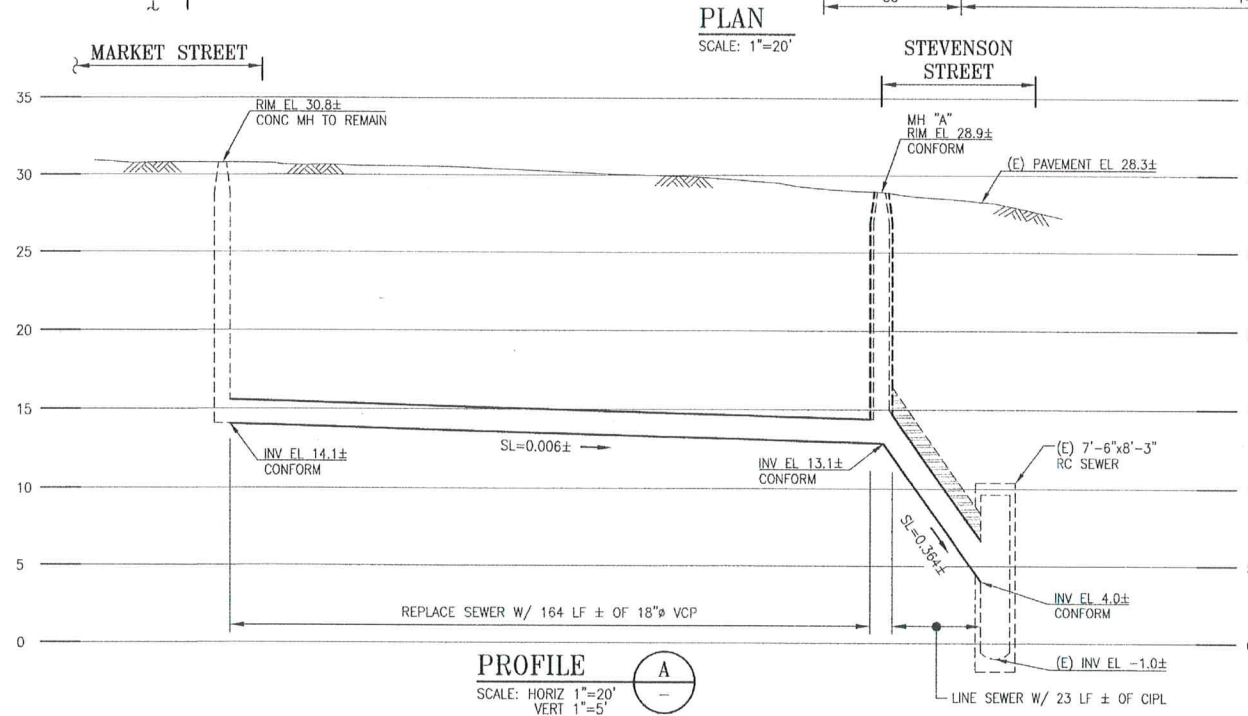 PLAN
SCALE: 1"=20'
MARKET STREET
STEVENSON
STREET
35
RIM EL 30.8±
CONC MH TO REMAIN
MH "A"
RIM EL 28.9±
CONFORM
(E) PAVEMENT EL 28.3±
30
25
20
15
INV EL 14.1±
CONFORM
SL=0.006±
INV EL 13.1±
CONFORM
(E) 7'-6"x8'-3"
RC SEWER
10
SL=0.364±
5
INV EL 4.0±
CONFORM
REPLACE SEWER W/ 164 LF ± OF 18"ø VCP
0
(E) INV EL -1.0±
PROFILE
A
-
SCALE: HORIZ 1"=20'
VERT 1"=5'
LINE SEWER W/ 23 LF ± OF CIPL